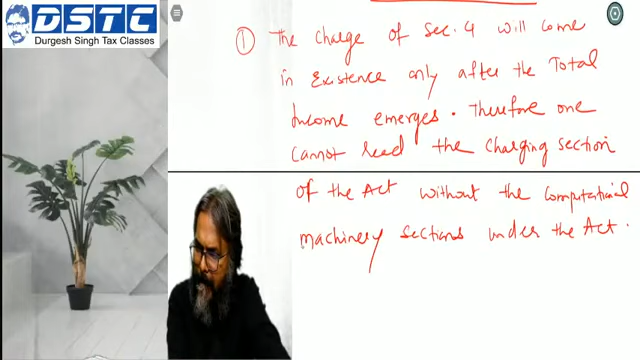 DSTC
Durgesh Singh Tax Classes
① The charge of Sec. 4 will come
in Existence only after the Total
Income emerges. Therefore one
cannot read the charging section
of the Act without the computational
machinery sections under the Act.